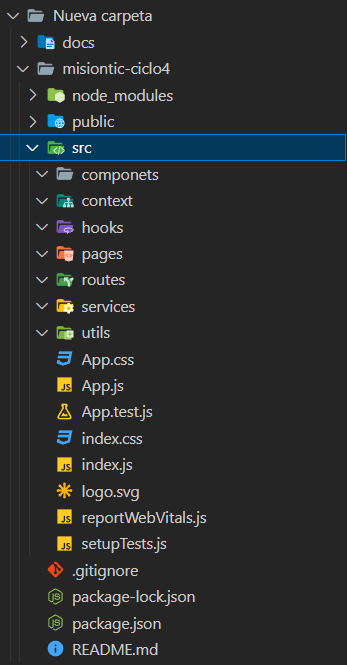 Nueva carpeta
docs
misiontic-ciclo4
node_modules
public
src
componets
context
hooks
pages
routes
services
utils
App.css
App.js
App.test.js
index.css
index.js
logo.svg
reportWebVitals.js
setupTests.js
.gitignore
package-lock.json
package.json
README.md